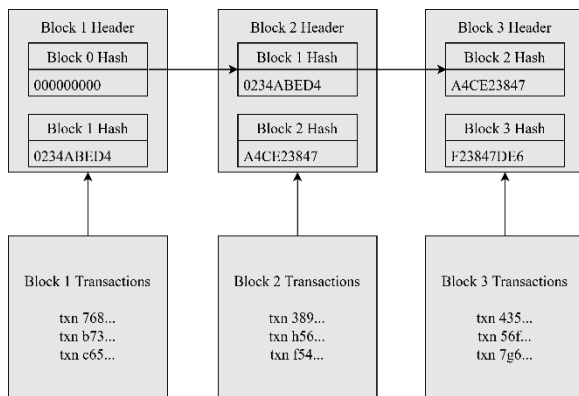 Block 1 Header
Block 0 Hash
000000000
Block 1 Hash
0234ABED4
Block 2 Header
Block 1 Hash
0234ABED4
Block 2 Hash
A4CE23847
Block 3 Header
Block 2 Hash
A4CE23847
Block 3 Hash
F23847DE6
Block 1 Transactions
txn 768...
txn b73...
txn c65...
Block 2 Transactions
txn 389...
txn h56...
txn f54...
Block 3 Transactions
txn 435...
txn 56f...
txn 7g6...